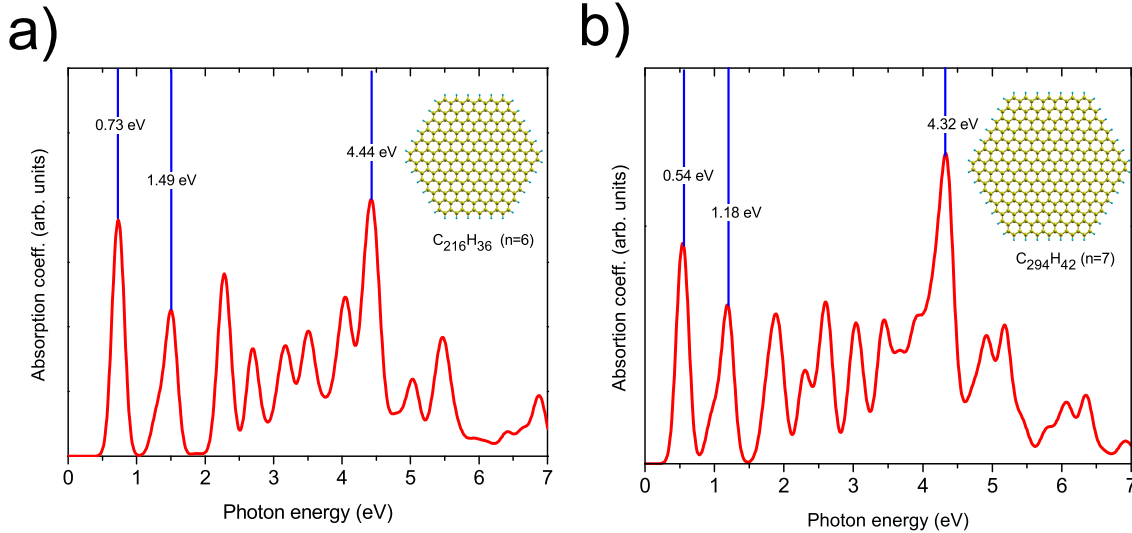 a)
0.73 eV
1.49 eV
4.44 eV
C216H36 (n=6)
Absorption coeff. (arb. units)
0 1 2 3 4 5 6 7
Photon energy (eV)
b)
0.54 eV
1.18 eV
4.32 eV
C294H42 (n=7)
Absortion coeff. (arb. units)
0 1 2 3 4 5 6 7
Photon energy (eV)